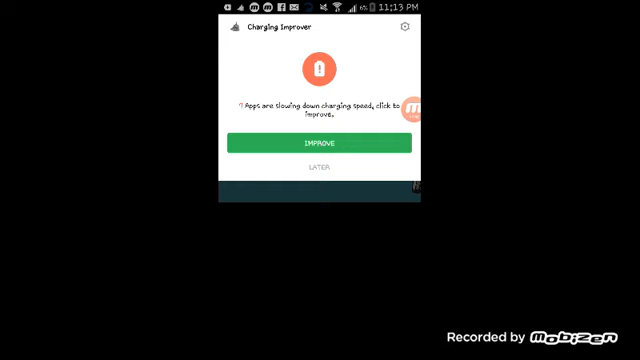 11:13 PM
Charging Improver
7 Apps are slowing down charging speed, click to
improve.
IMPROVE
LATER
Recorded by mobizen